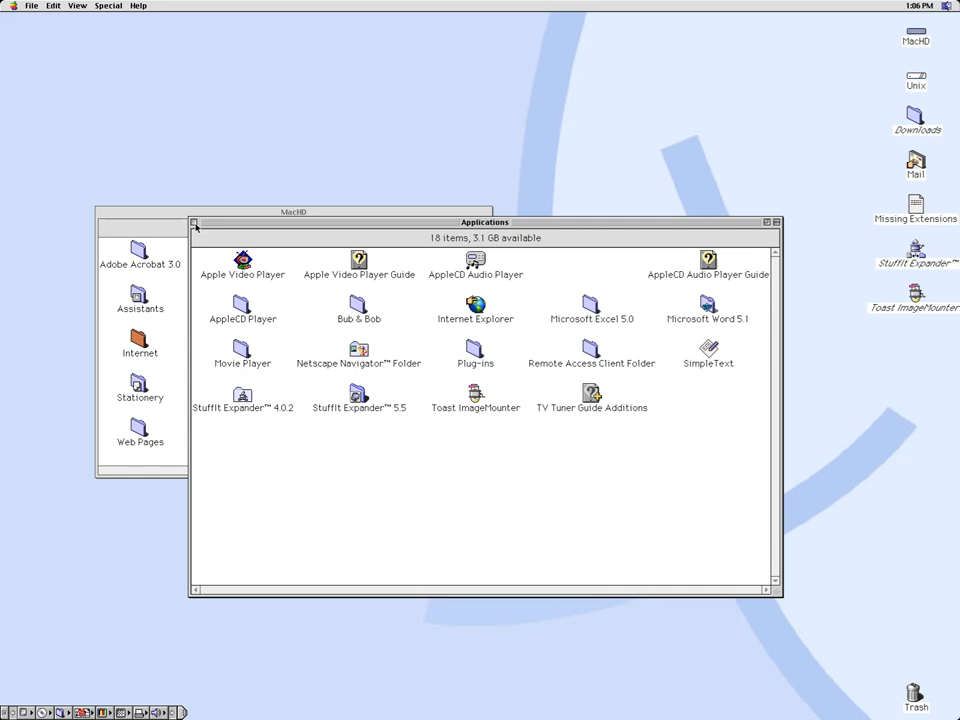 File Edit View Special Help 1:06 PM
MacHD
Unix
Downloads
Mail
Missing Extensions
StuffIt Expander™
Toast ImageMounter
MacHD
Adobe Acrobat 3.0
Assistants
Internet
Stationery
Web Pages
Applications
18 items, 3.1 GB available
Apple Video Player Apple Video Player Guide AppleCD Audio Player AppleCD Audio Player Guide
AppleCD Player Bub & Bob Internet Explorer Microsoft Excel 5.0 Microsoft Word 5.1
Movie Player Netscape Navigator™ Folder Plug-ins Remote Access Client Folder SimpleText
StuffIt Expander™ 4.0.2 StuffIt Expander™ 5.5 Toast ImageMounter TV Tuner Guide Additions
Trash